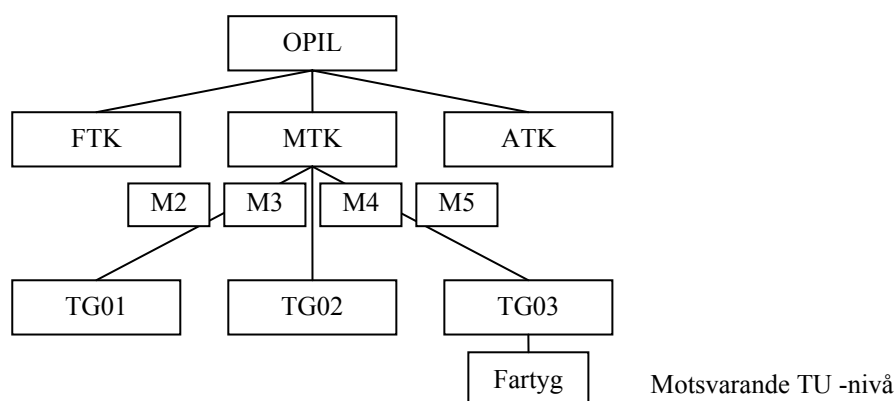 OPIL
FTK MTK ATK
M2 M3 M4 M5
TG01 TG02 TG03
Fartyg Motsvarande TU -nivå